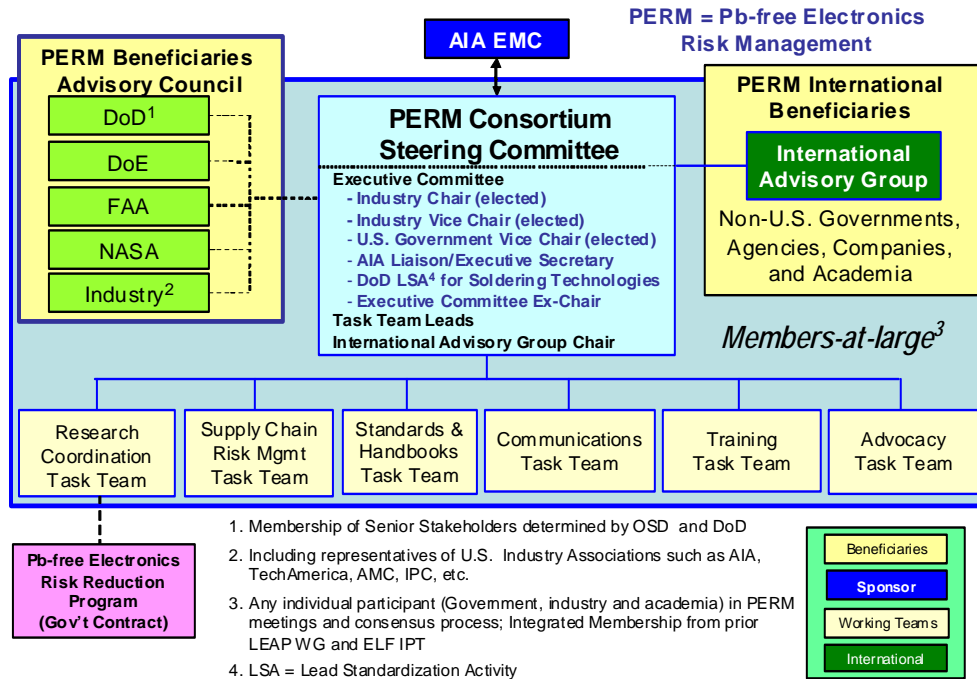 PERM = Pb-free Electronics
Risk Management
AIA EMC
PERM Beneficiaries
Advisory Council
DoD¹
DoE
FAA
NASA
Industry²
PERM Consortium
Steering Committee
Executive Committee
- Industry Chair (elected)
- Industry Vice Chair (elected)
- U.S. Government Vice Chair (elected)
- AIA Liaison/Executive Secretary
- DoD LSA⁴ for Soldering Technologies
- Executive Committee Ex-Chair
Task Team Leads
International Advisory Group Chair
PERM International
Beneficiaries
International
Advisory Group
Non-U.S. Governments,
Agencies, Companies,
and Academia
Members-at-large³
Research
Coordination
Task Team
Supply Chain
Risk Mgmt
Task Team
Standards &
Handbooks
Task Team
Communications
Task Team
Training
Task Team
Advocacy
Task Team
Pb-free Electronics
Risk Reduction
Program
(Gov't Contract)
1. Membership of Senior Stakeholders determined by OSD and DoD
2. Including representatives of U.S. Industry Associations such as AIA,
TechAmerica, AMC, IPC, etc.
3. Any individual participant (Government, industry and academia) in PERM
meetings and consensus process; Integrated Membership from prior
LEAP WG and ELF IPT
4. LSA = Lead Standardization Activity
Beneficiaries
Sponsor
Working Teams
International